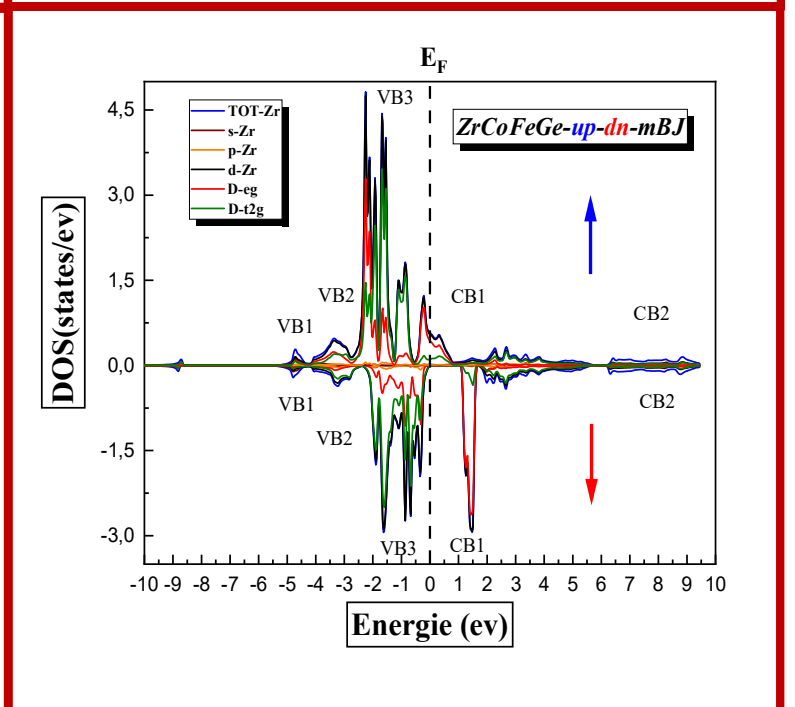 E_F
VB3
TOT-Zr
s-Zr
p-Zr
d-Zr
D-eg
D-t2g
ZrCoFeGe-up-dn-mBJ
DOS(states/ev)
4,5
3,0
1,5
0,0
-1,5
-3,0
VB1
VB2
CB1
CB2
VB1
VB2
VB3
CB1
CB2
-10 -9 -8 -7 -6 -5 -4 -3 -2 -1 0 1 2 3 4 5 6 7 8 9 10
Energie (ev)